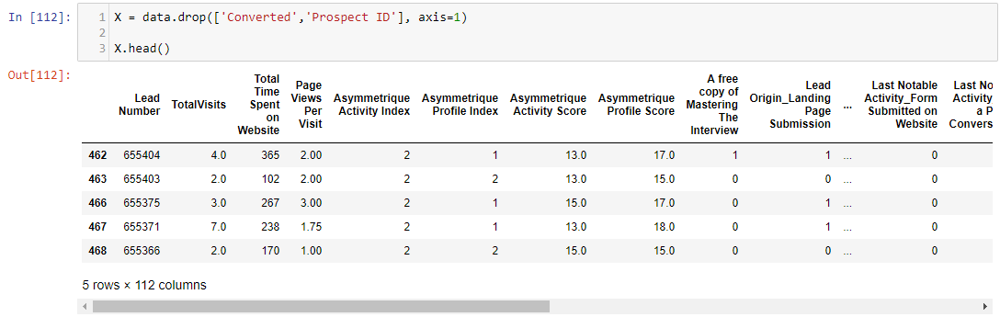 In [112]:
1 X = data.drop(['Converted','Prospect ID'], axis=1)
2
3 X.head()
Out[112]:
Lead Number TotalVisits Total Time Spent on Website Page Views Per Visit Asymmetrique Activity Index Asymmetrique Profile Index Asymmetrique Activity Score Asymmetrique Profile Score A free copy of Mastering The Interview Lead Origin_Landing Page Submission ... Last Notable Activity_Form Submitted on Website Last No Activity a P Convers
462 655404 4.0 365 2.00 2 1 13.0 17.0 1 1 ... 0
463 655403 2.0 102 2.00 2 2 13.0 15.0 0 0 ... 0
466 655375 3.0 267 3.00 2 1 15.0 17.0 0 1 ... 0
467 655371 7.0 238 1.75 2 1 13.0 18.0 0 1 ... 0
468 655366 2.0 170 1.00 2 2 15.0 15.0 0 0 ... 0
5 rows × 112 columns